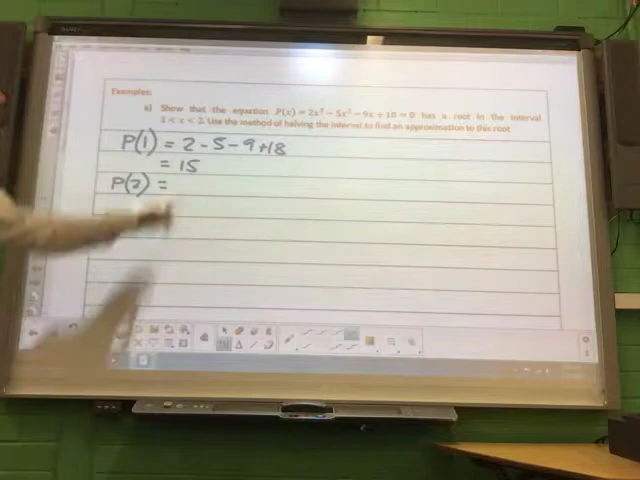 Examples:
a) Show that the equation P(x) = 2x³ − 5x² − 9x + 18 = 0 has a root in the interval
1 < x < 2. Use the method of halving the interval to find an approximation to this root
P(1) = 2 - 5 - 9 + 18
= 15
P(2) =